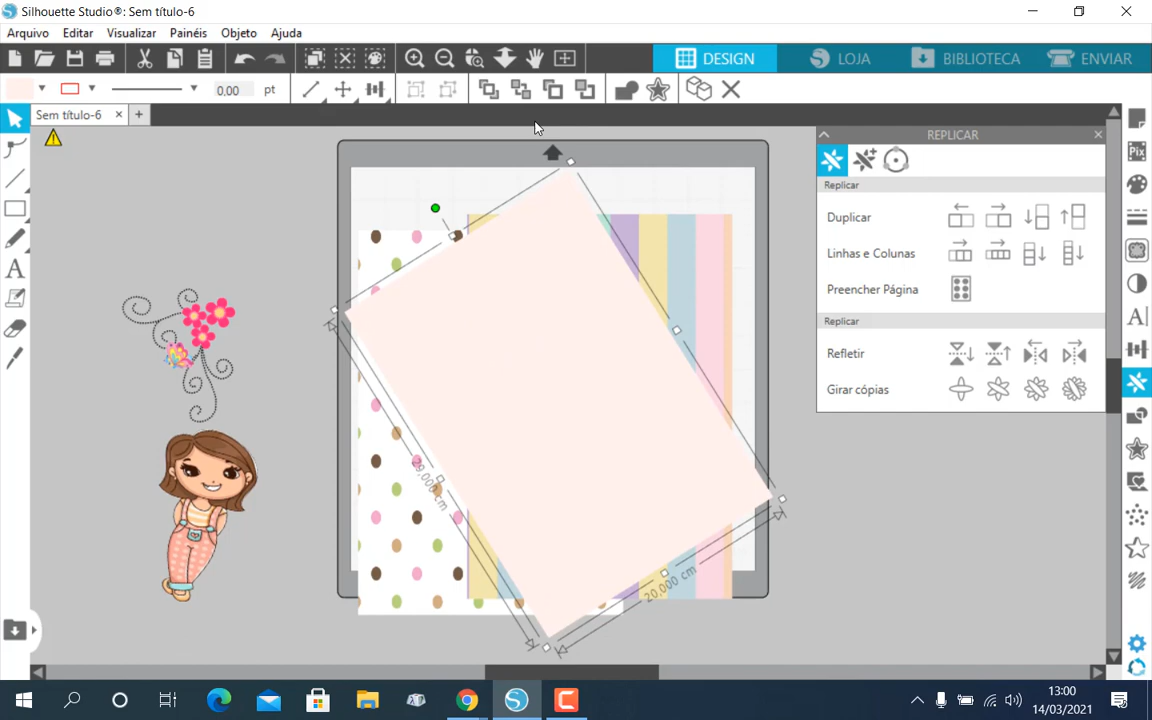 Silhouette Studio®: Sem título-6
Arquivo Editar Visualizar Painéis Objeto Ajuda
DESIGN LOJA BIBLIOTECA ENVIAR
0,00 pt
Sem título-6
REPLICAR
Pix
Replicar
Duplicar
Linhas e Colunas
Preencher Página
Replicar
Refletir
Girar cópias
29,000 cm
20,000 cm
13:00
14/03/2021